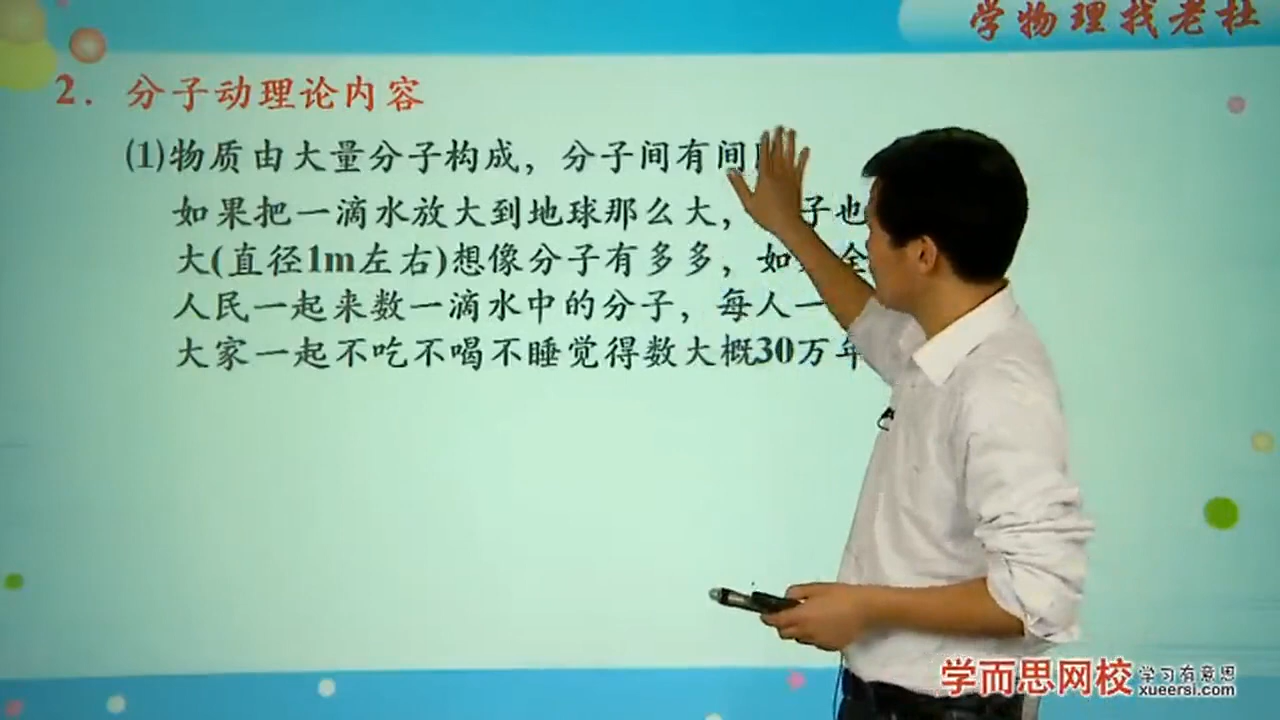 学物理找老杜
2. 分子动理论内容
(1)物质由大量分子构成，分子间有间
如果把一滴水放大到地球那么大， 子也
大(直径1m左右)想像分子有多多，如 全
人民一起来数一滴水中的分子，每人一
大家一起不吃不喝不睡觉得数大概30万年
学而思网校 学习有意思
xueersi.com